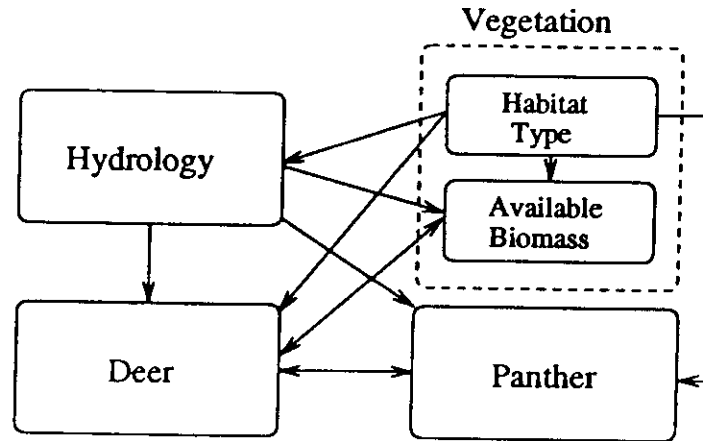 Vegetation
Habitat
Type
Hydrology
Available
Biomass
Deer
Panther